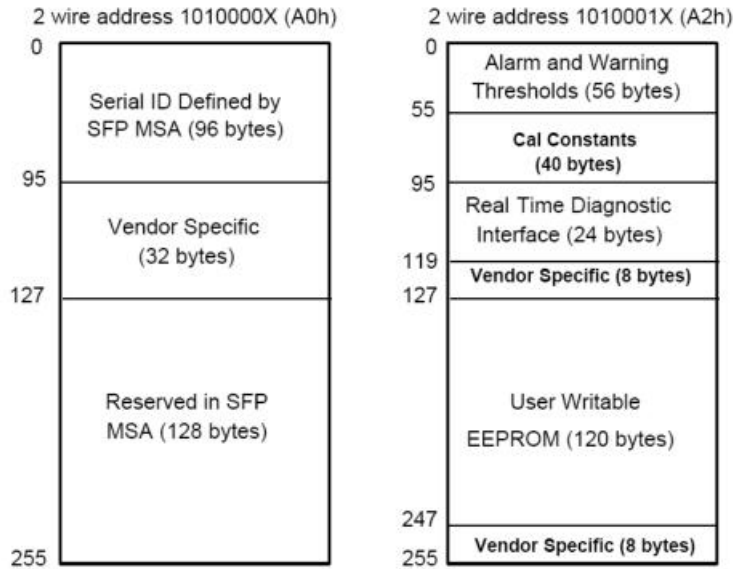 2 wire address 1010000X (A0h)
0
Serial ID Defined by
SFP MSA (96 bytes)
95
Vendor Specific
(32 bytes)
127
Reserved in SFP
MSA (128 bytes)
255
2 wire address 1010001X (A2h)
0
Alarm and Warning
Thresholds (56 bytes)
55
Cal Constants
(40 bytes)
95
Real Time Diagnostic
Interface (24 bytes)
119
Vendor Specific (8 bytes)
127
User Writable
EEPROM (120 bytes)
247
Vendor Specific (8 bytes)
255